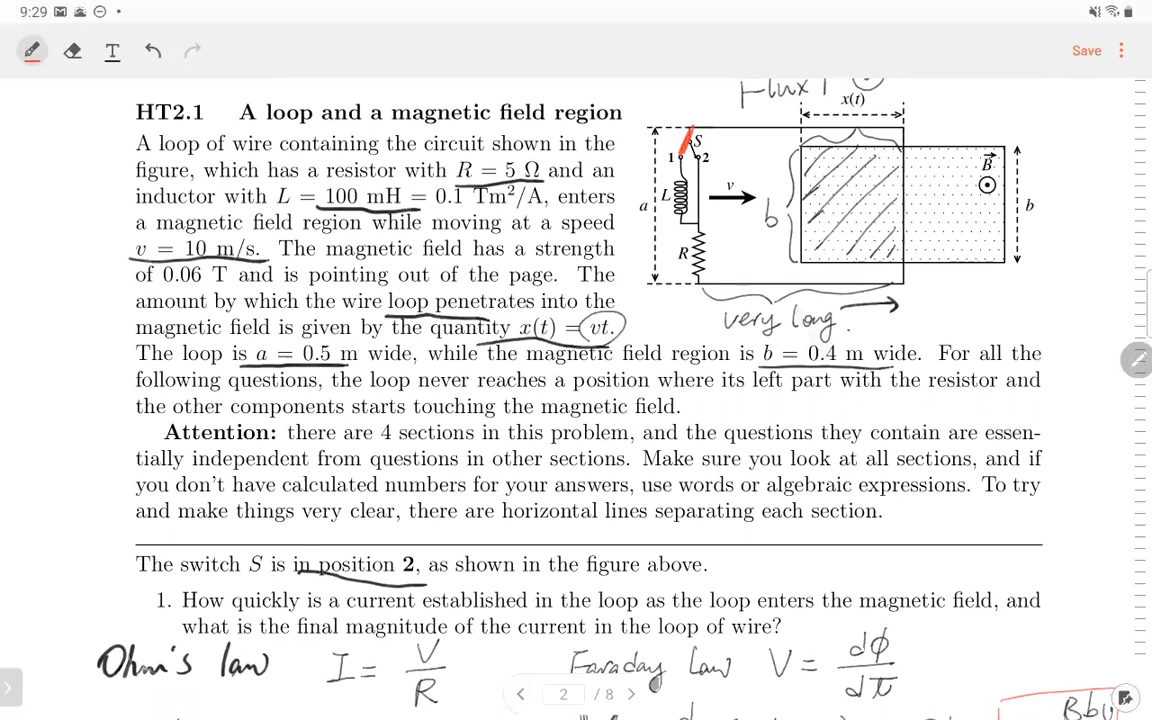 9:29
T
Save
Flux
x(t)
HT2.1 A loop and a magnetic field region
A loop of wire containing the circuit shown in the
figure, which has a resistor with R = 5 Ω and an
inductor with L = 100 mH = 0.1 Tm²/A, enters
a magnetic field region while moving at a speed
v = 10 m/s. The magnetic field has a strength
of 0.06 T and is pointing out of the page. The
amount by which the wire loop penetrates into the
magnetic field is given by the quantity x(t) = vt.
S
1
2
L
a
v
b
B⃗
b
R
very long.
The loop is a = 0.5 m wide, while the magnetic field region is b = 0.4 m wide. For all the
following questions, the loop never reaches a position where its left part with the resistor and
the other components starts touching the magnetic field.
Attention: there are 4 sections in this problem, and the questions they contain are essen-
tially independent from questions in other sections. Make sure you look at all sections, and if
you don't have calculated numbers for your answers, use words or algebraic expressions. To try
and make things very clear, there are horizontal lines separating each section.
The switch S is in position 2, as shown in the figure above.
1. How quickly is a current established in the loop as the loop enters the magnetic field, and
what is the final magnitude of the current in the loop of wire?
Ohm's law I = V/R Faraday Law V = dϕ/dt
2 / 8